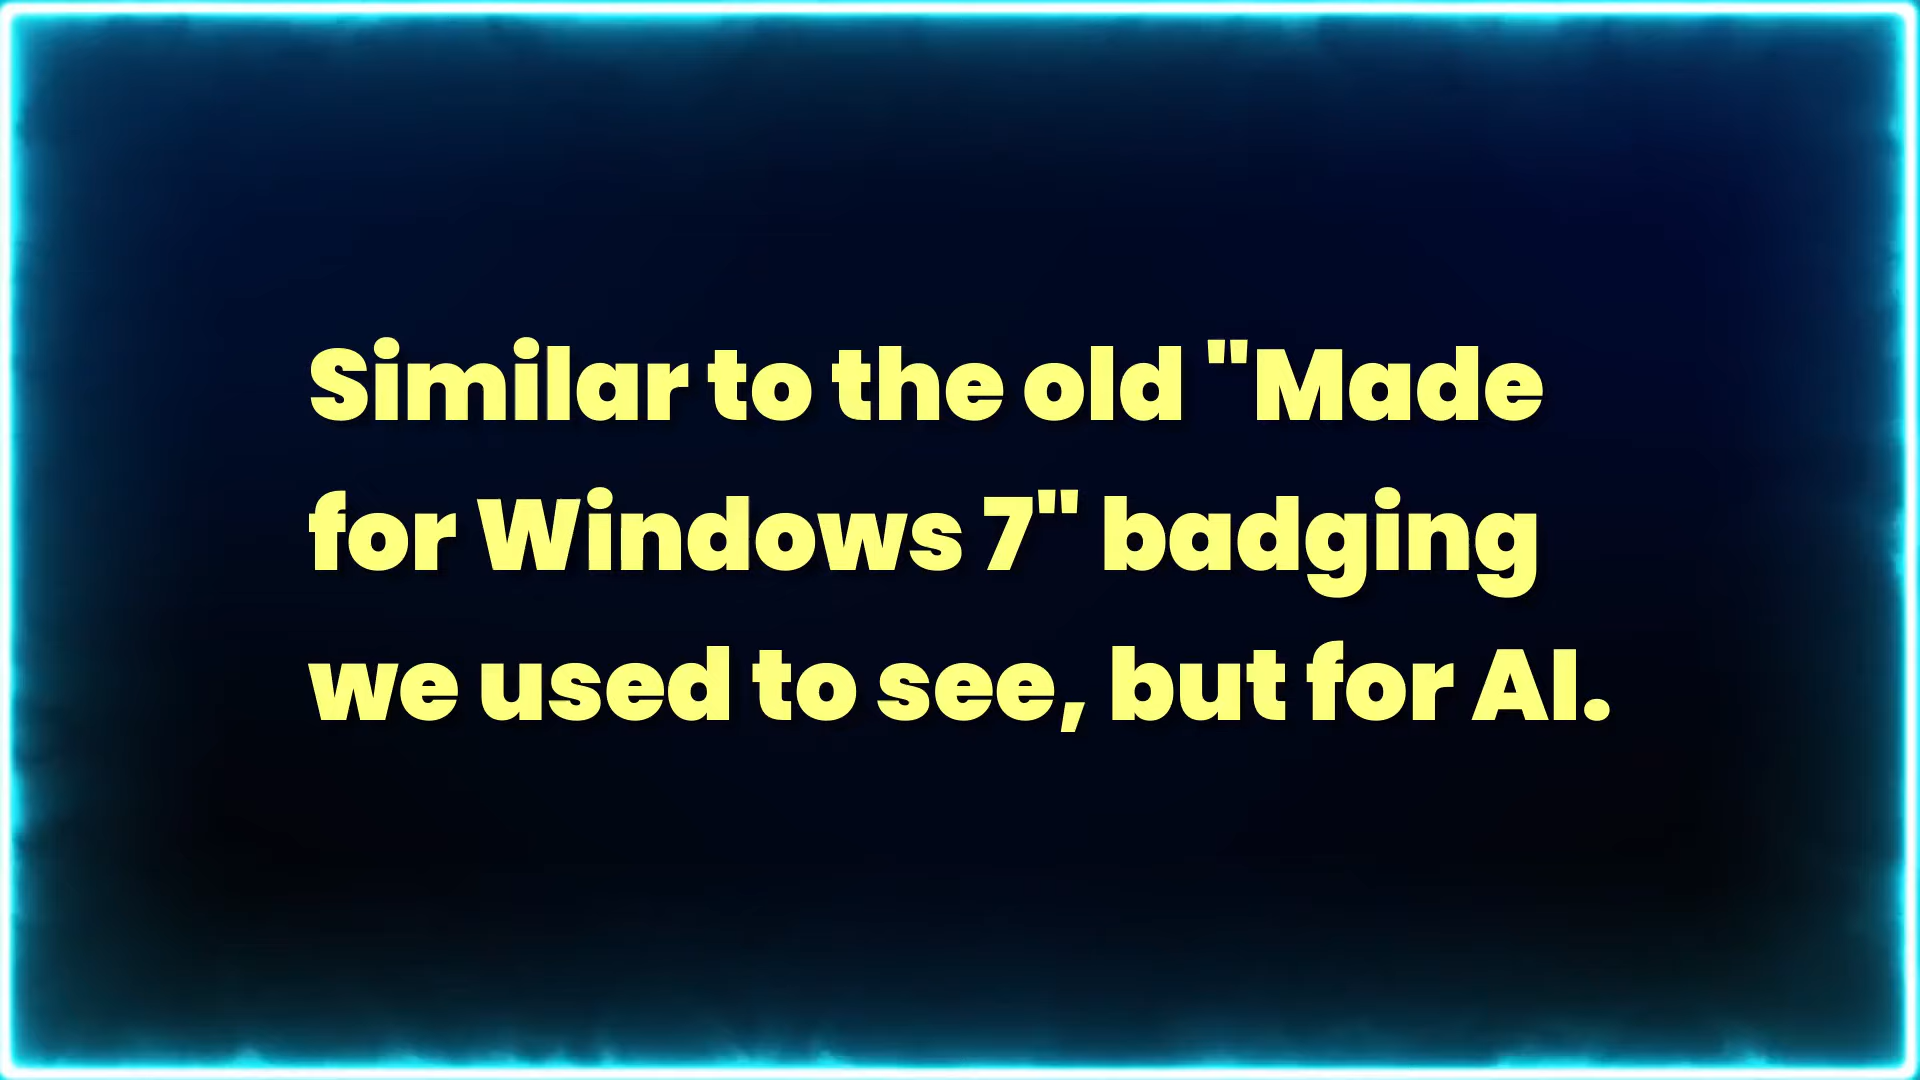 Similar to the old "Made
for Windows 7" badging
we used to see, but for AI.